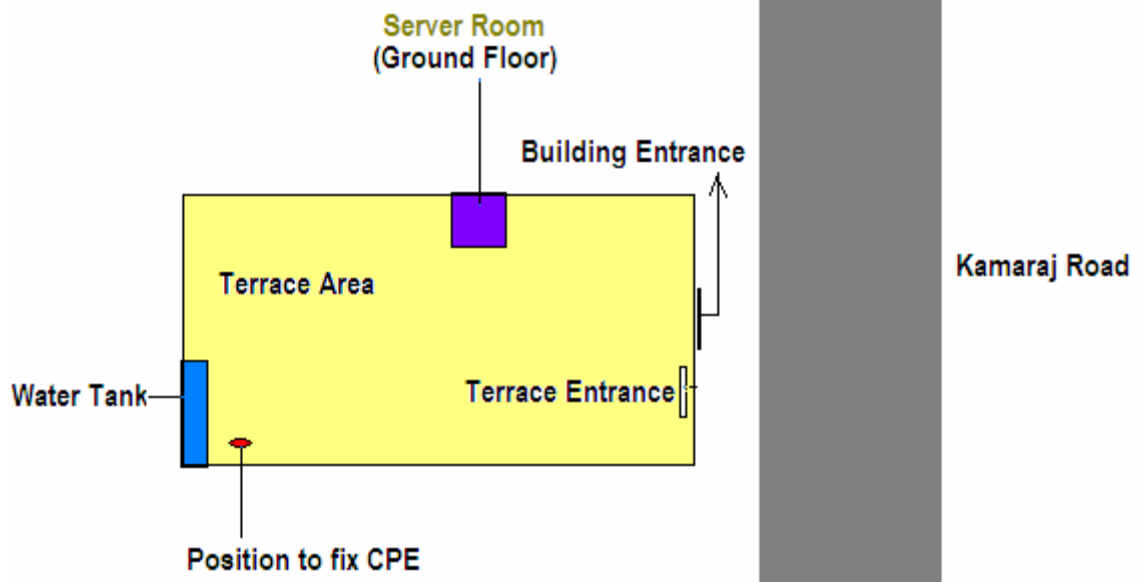 Server Room
(Ground Floor)
Building Entrance
Kamaraj Road
Terrace Area
Water Tank
Terrace Entrance
Position to fix CPE